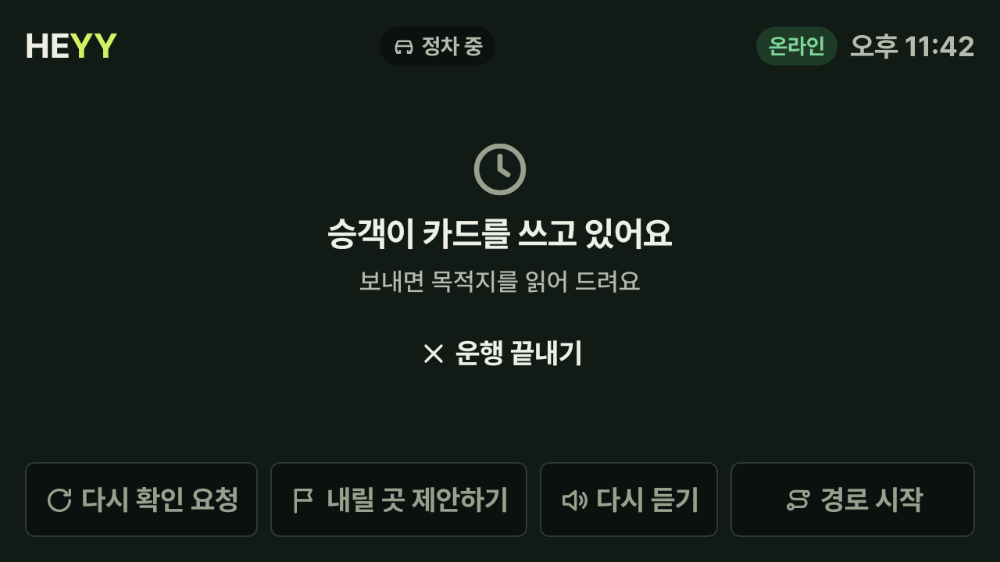 HEYY
정차 중
온라인
오후 11:42
승객이 카드를 쓰고 있어요
보내면 목적지를 읽어 드려요
운행 끝내기
다시 확인 요청
내릴 곳 제안하기
다시 듣기
경로 시작